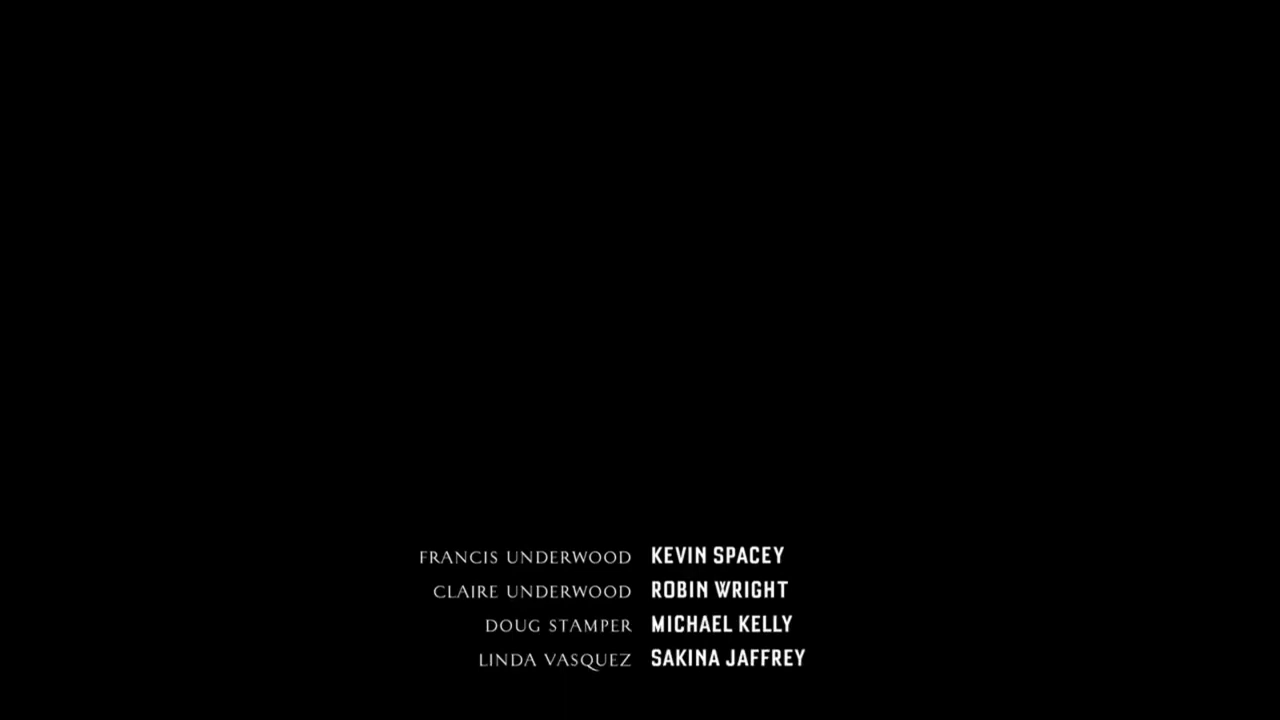 FRANCIS UNDERWOOD KEVIN SPACEY
CLAIRE UNDERWOOD ROBIN WRIGHT
DOUG STAMPER MICHAEL KELLY
LINDA VASQUEZ SAKINA JAFFREY